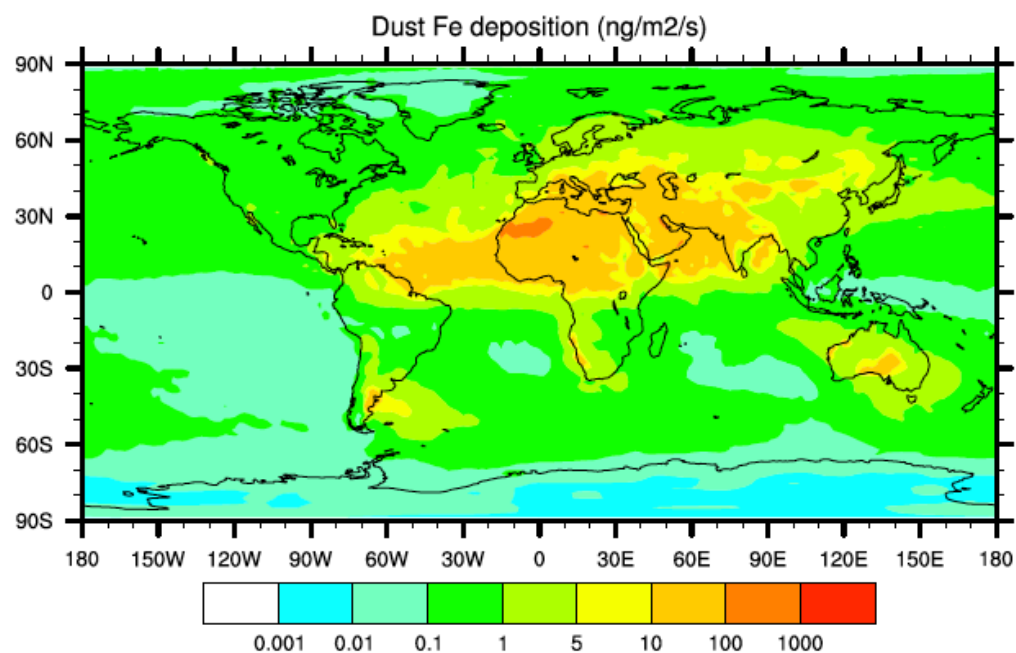 Dust Fe deposition (ng/m2/s)
90N
60N
30N
0
30S
60S
90S
180 150W 120W 90W 60W 30W 0 30E 60E 90E 120E 150E 180
0.001 0.01 0.1 1 5 10 100 1000